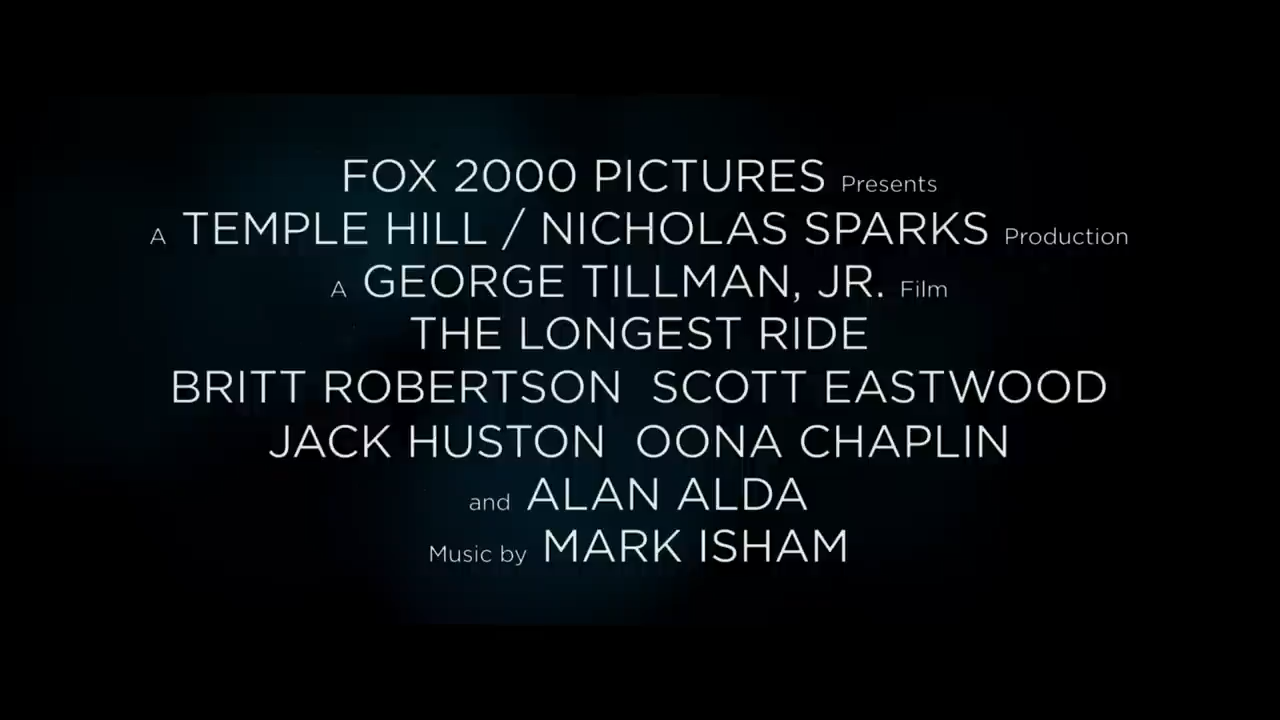 FOX 2000 PICTURES Presents
A TEMPLE HILL / NICHOLAS SPARKS Production
A GEORGE TILLMAN, JR. Film
THE LONGEST RIDE
BRITT ROBERTSON SCOTT EASTWOOD
JACK HUSTON OONA CHAPLIN
and ALAN ALDA
Music by MARK ISHAM